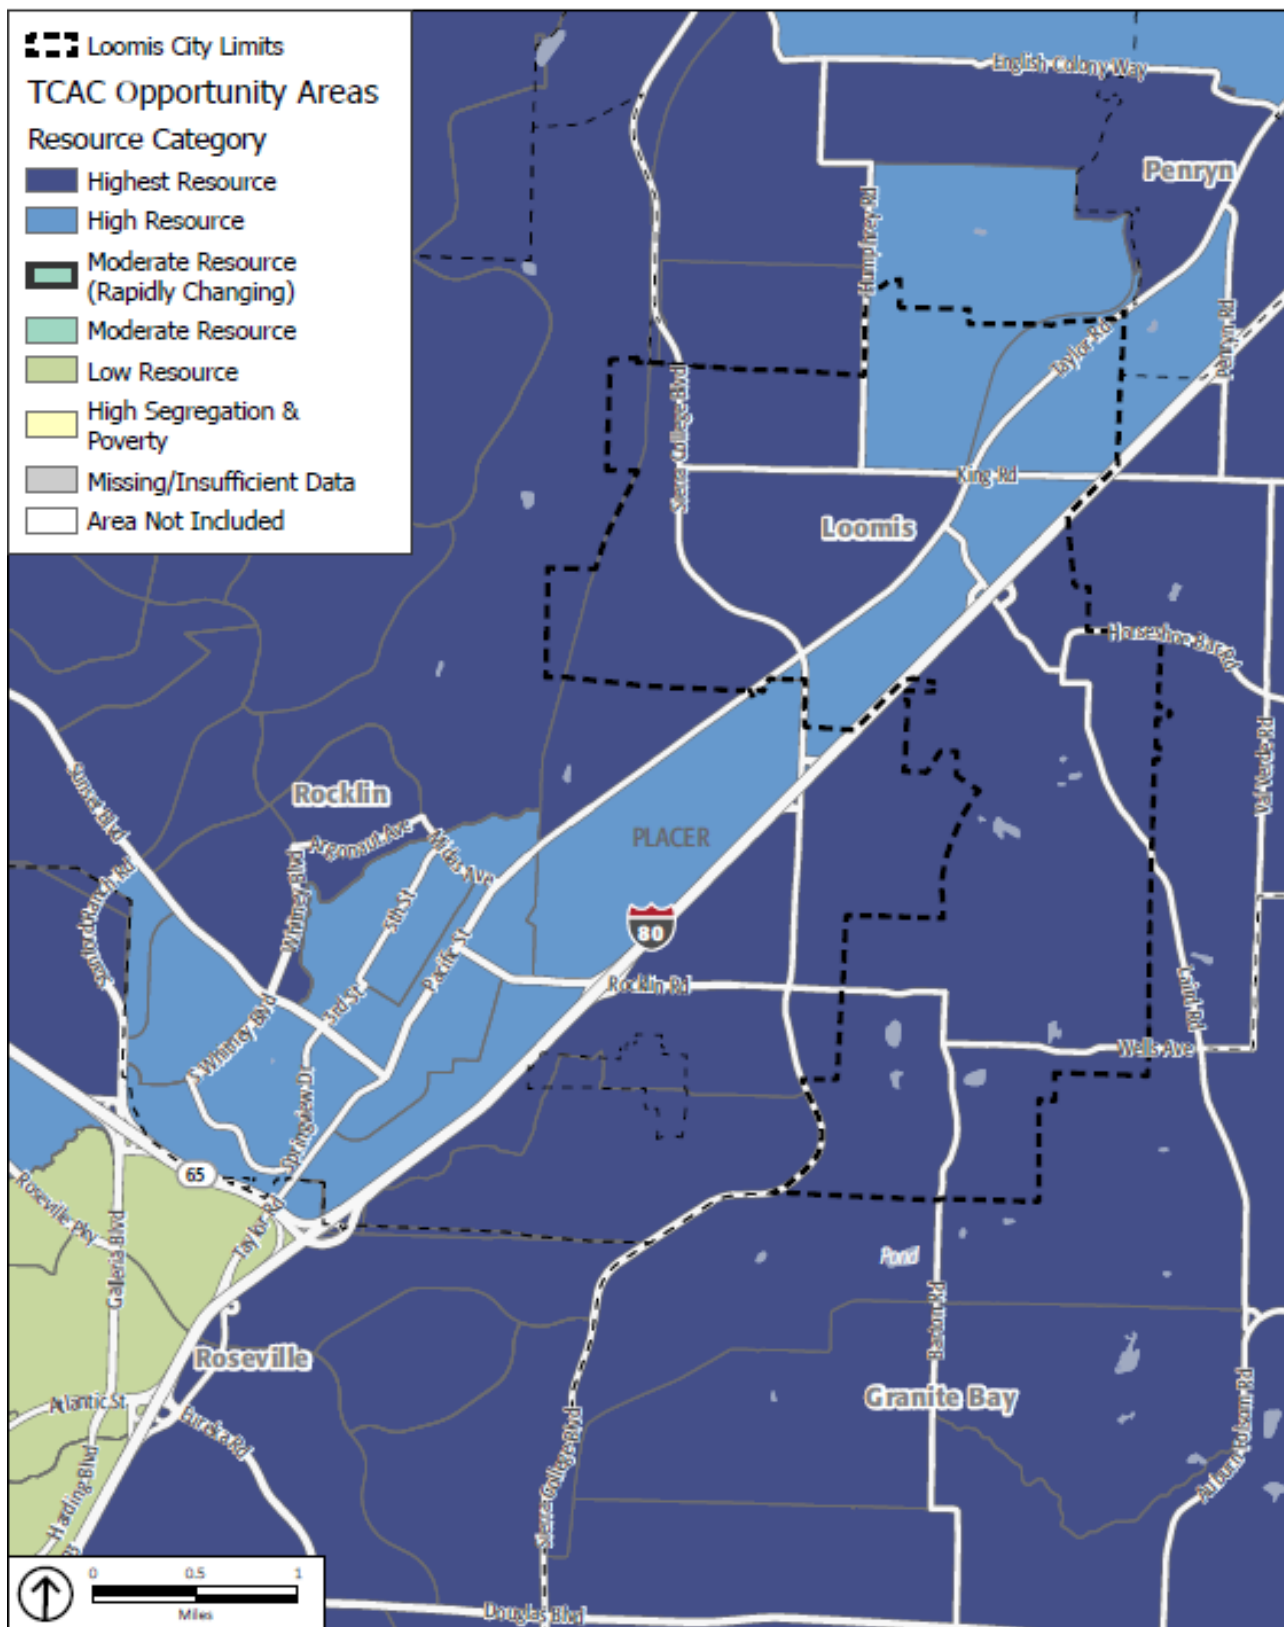 Loomis City Limits
TCAC Opportunity Areas
Resource Category
Highest Resource
High Resource
Moderate Resource
(Rapidly Changing)
Moderate Resource
Low Resource
High Segregation &
Poverty
Missing/Insufficient Data
Area Not Included
English Colony Way
Penryn
Humphrey Rd
Taylor Rd
Penryn Rd
Sierra College Blvd
King Rd
Loomis
Horseshoe Bar Rd
Val Verde Rd
Sunset Blvd
Rocklin
Argonaut Ave
Midas Ave
PLACER
Stanford Ranch Rd
Whitney Blvd
5th St
Pacific St
80
Rocklin Rd
3rd St
Laird Rd
S Whitney Blvd
Wells Ave
Springview Dr
65
Roseville Pky
Galleria Blvd
Taylor Rd
Pond
Barton Rd
Roseville
Granite Bay
Atlantic St
Eureka Rd
Harding Blvd
Sierra College Blvd
Auburn Folsom Rd
0 0.5 1
Miles
Douglas Blvd